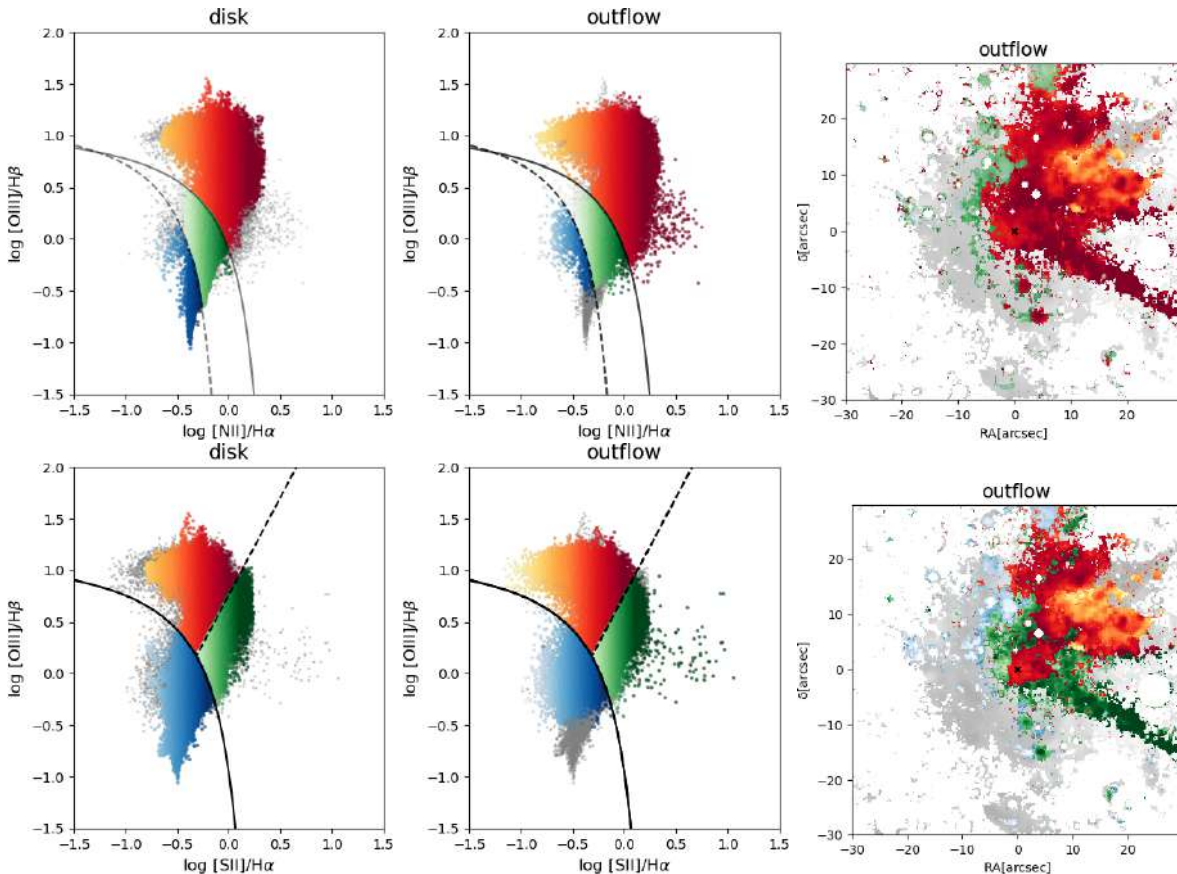 disk
outflow
2.0
1.5
1.0
0.5
0.0
−0.5
−1.0
−1.5
log [OIII]/Hβ
−1.5 −1.0 −0.5 0.0 0.5 1.0 1.5
log [NII]/Hα
2.0
1.5
1.0
0.5
0.0
−0.5
−1.0
−1.5
log [OIII]/Hβ
−1.5 −1.0 −0.5 0.0 0.5 1.0 1.5
log [NII]/Hα
outflow
20
10
0
−10
−20
−30
δ[arcsec]
−30 −20 −10 0 10 20
RA[arcsec]
disk
outflow
2.0
1.5
1.0
0.5
0.0
−0.5
−1.0
−1.5
log [OIII]/Hβ
−1.5 −1.0 −0.5 0.0 0.5 1.0 1.5
log [SII]/Hα
2.0
1.5
1.0
0.5
0.0
−0.5
−1.0
−1.5
log [OIII]/Hβ
−1.5 −1.0 −0.5 0.0 0.5 1.0 1.5
log [SII]/Hα
outflow
20
10
0
−10
−20
−30
δ[arcsec]
−30 −20 −10 0 10 20
RA[arcsec]